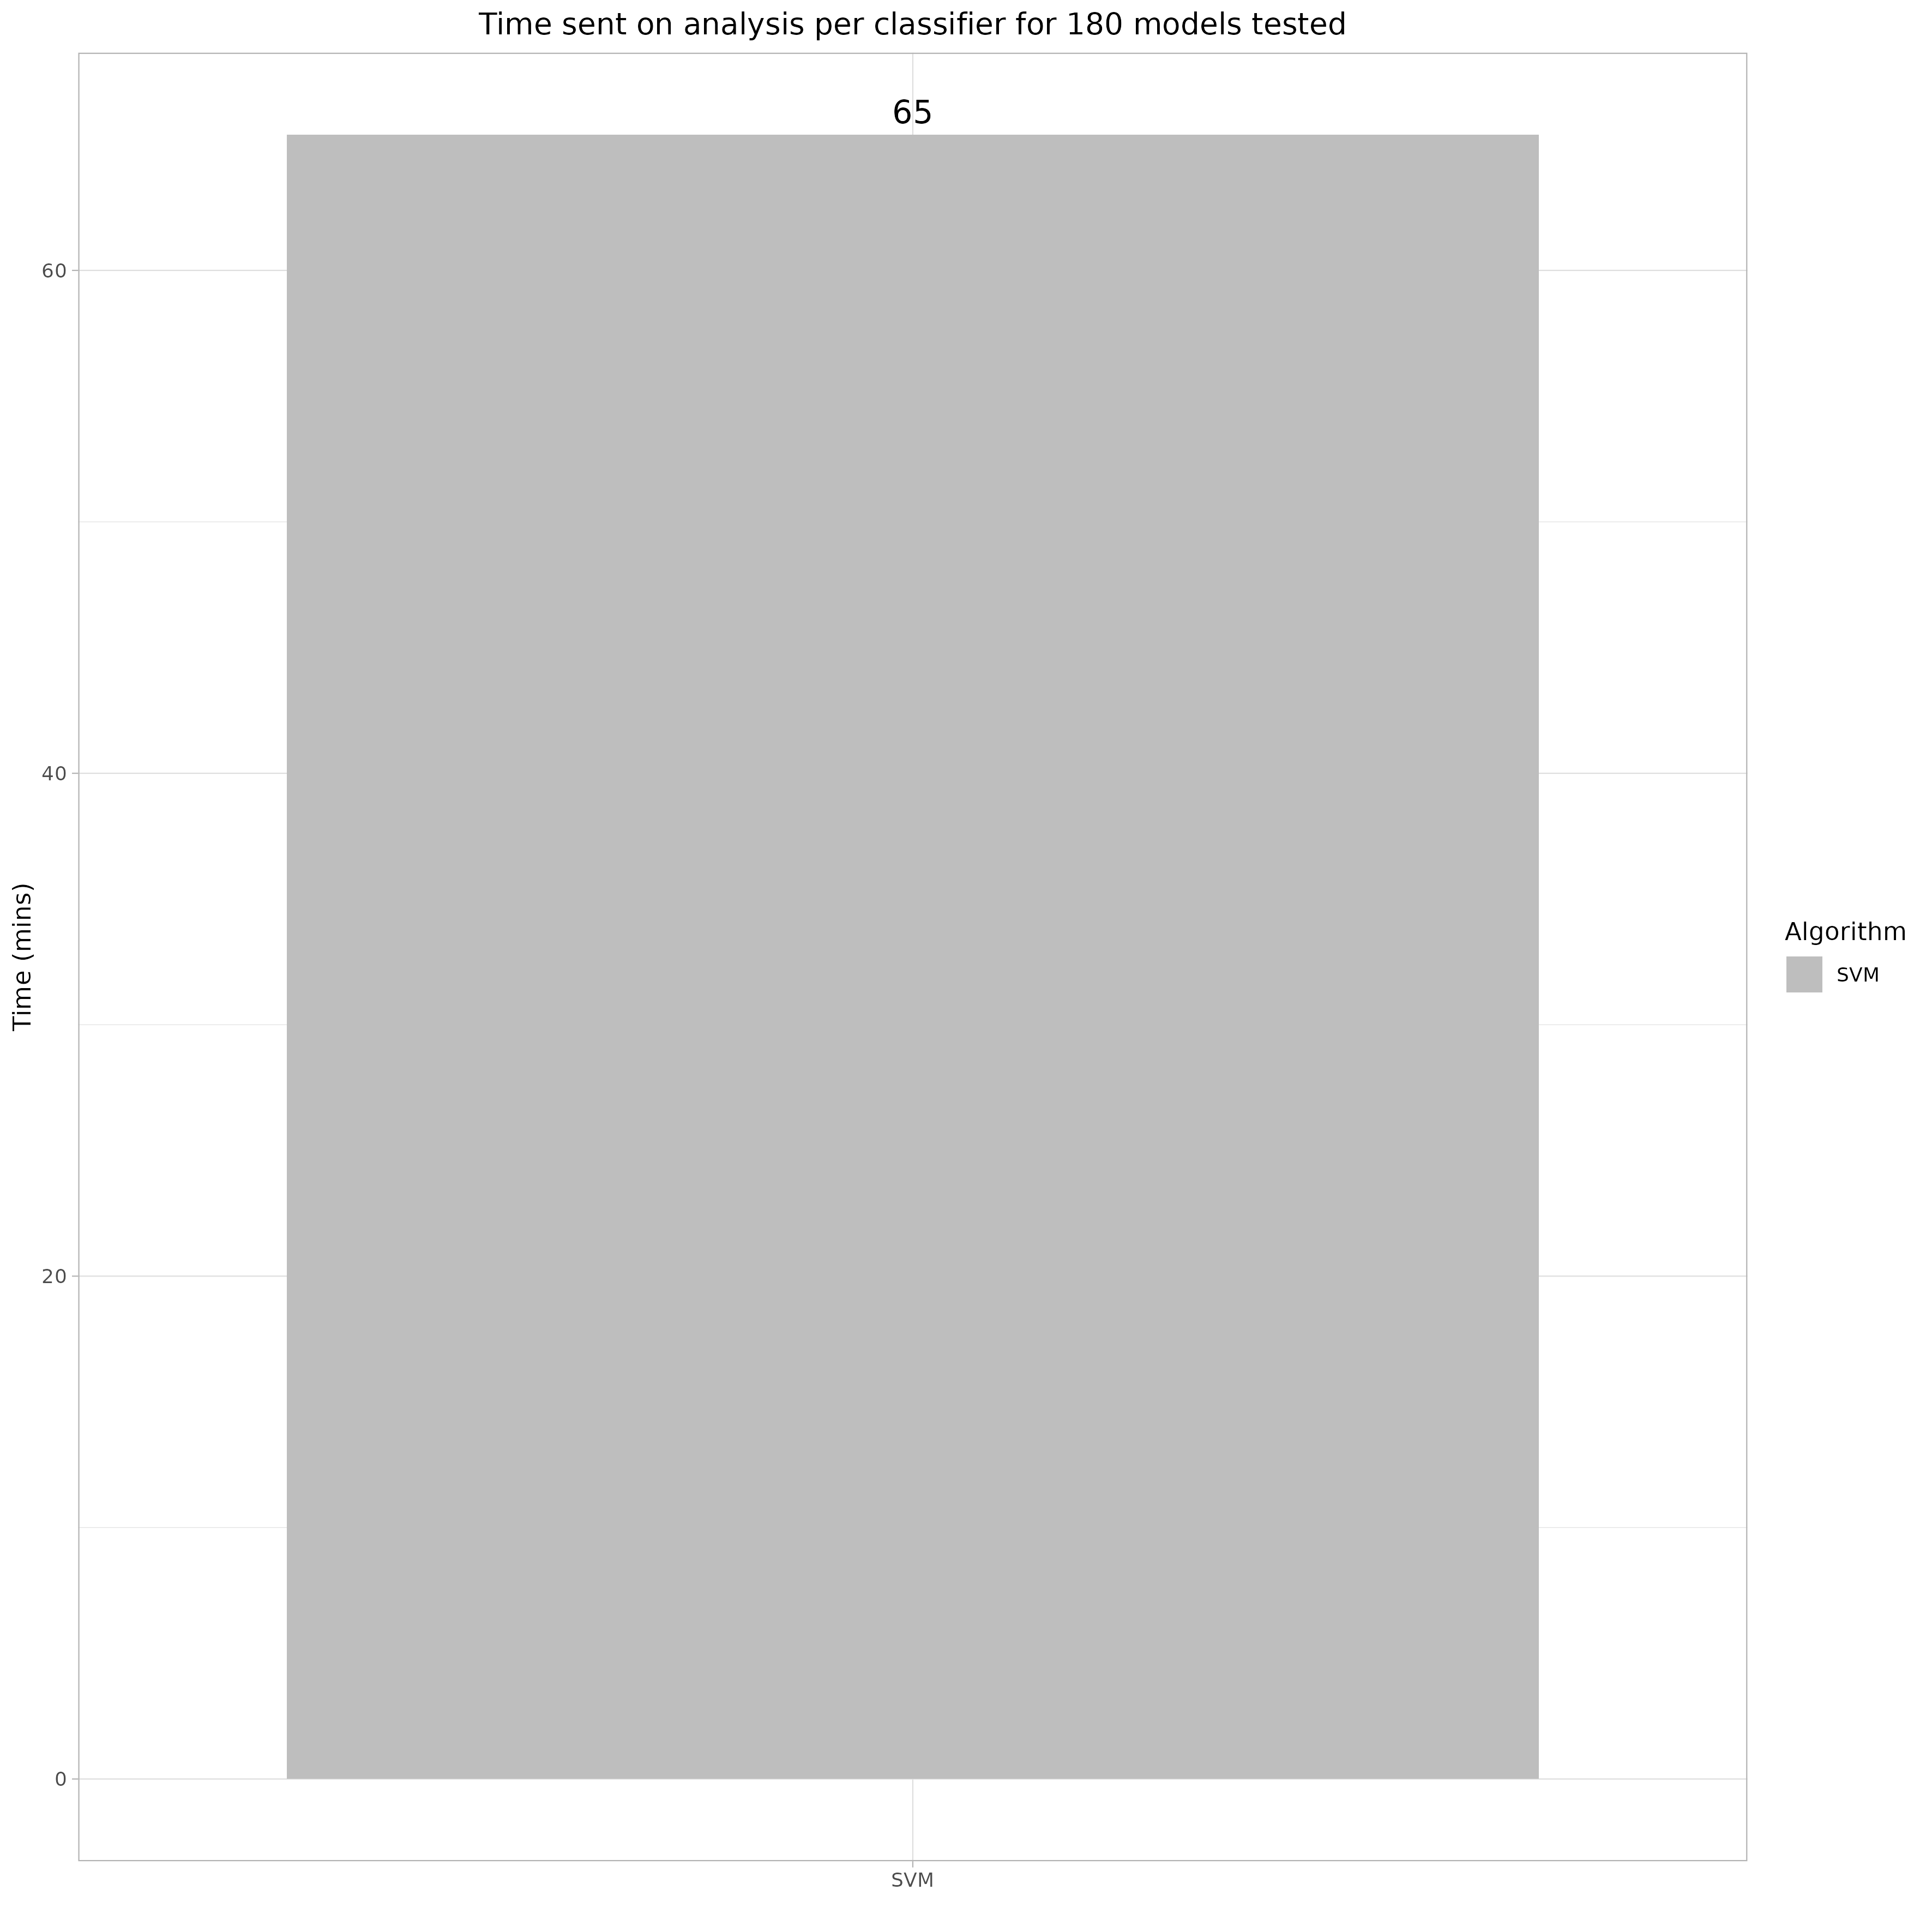 Time sent on analysis per classifier for 180 models tested
65
60
40
20
0
Time (mins)
SVM
Algorithm
SVM